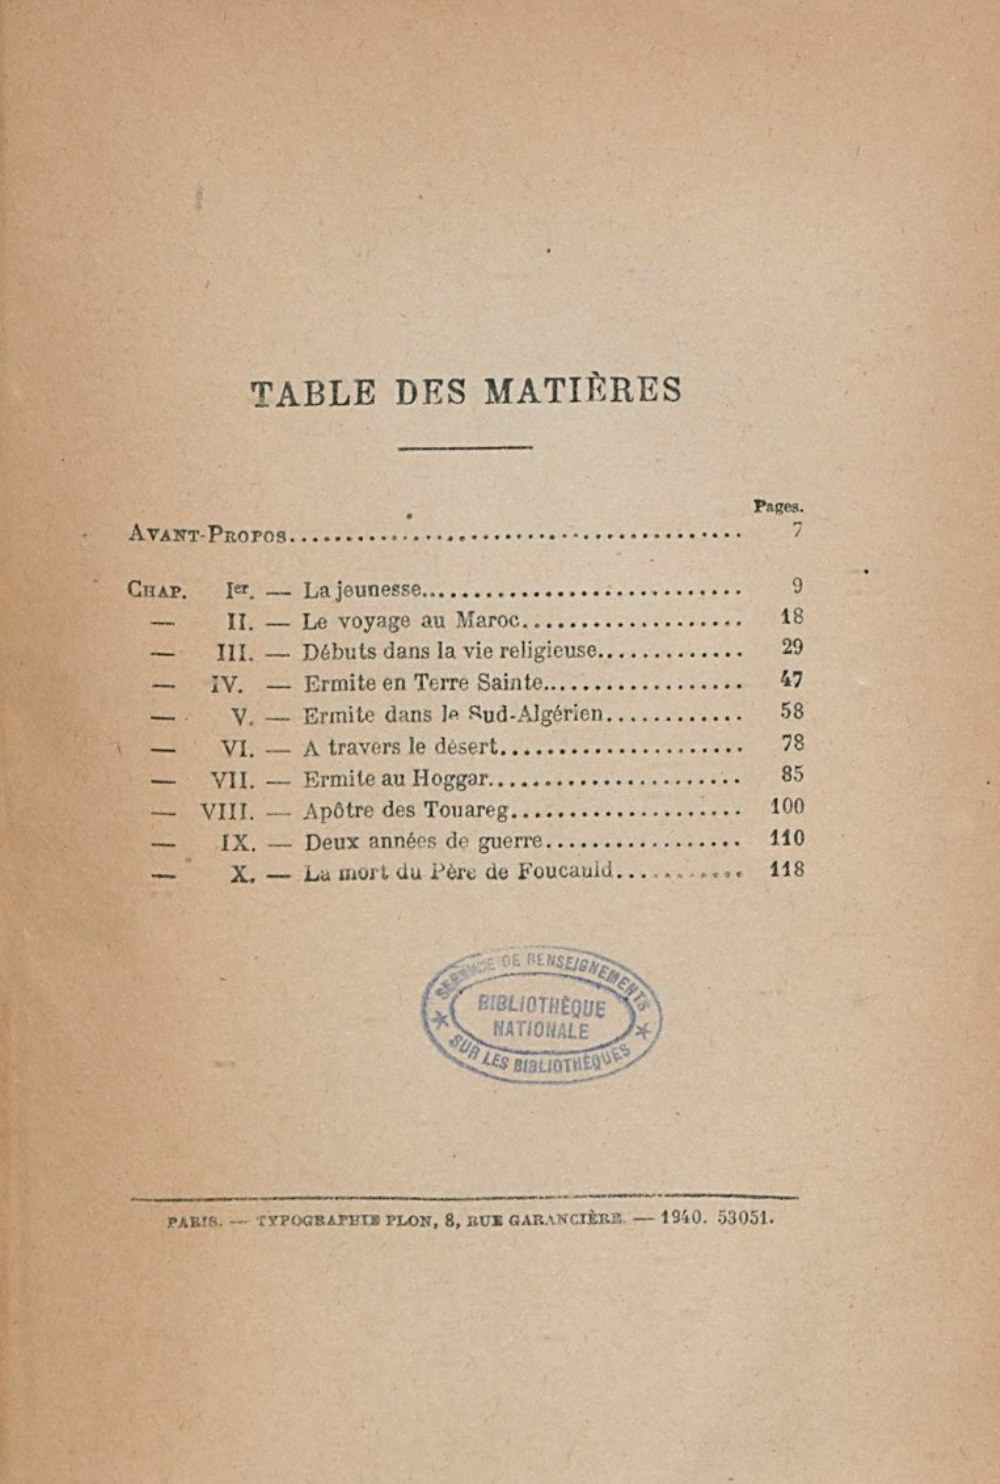 TABLE DES MATIÈRES
Pages.
AVANT-PROPOS........................................ 7
CHAP. Ier. — La jeunesse............................. 9
— II. — Le voyage au Maroc.................... 18
— III. — Débuts dans la vie religieuse............. 29
— IV. — Ermite en Terre Sainte.................. 47
— V. — Ermite dans le Sud-Algérien............ 58
— VI. — A travers le désert...................... 78
— VII. — Ermite au Hoggar....................... 85
— VIII. — Apôtre des Touareg..................... 100
— IX. — Deux années de guerre.................. 110
— X. — La mort du Père de Foucauld............ 118
SERVICE DE RENSEIGNEMENTS
BIBLIOTHÈQUE
NATIONALE
SUR LES BIBLIOTHÈQUES
PARIS. — TYPOGRAPHIE PLON, 8, RUE GARANCIÈRE. — 1940. 53051.